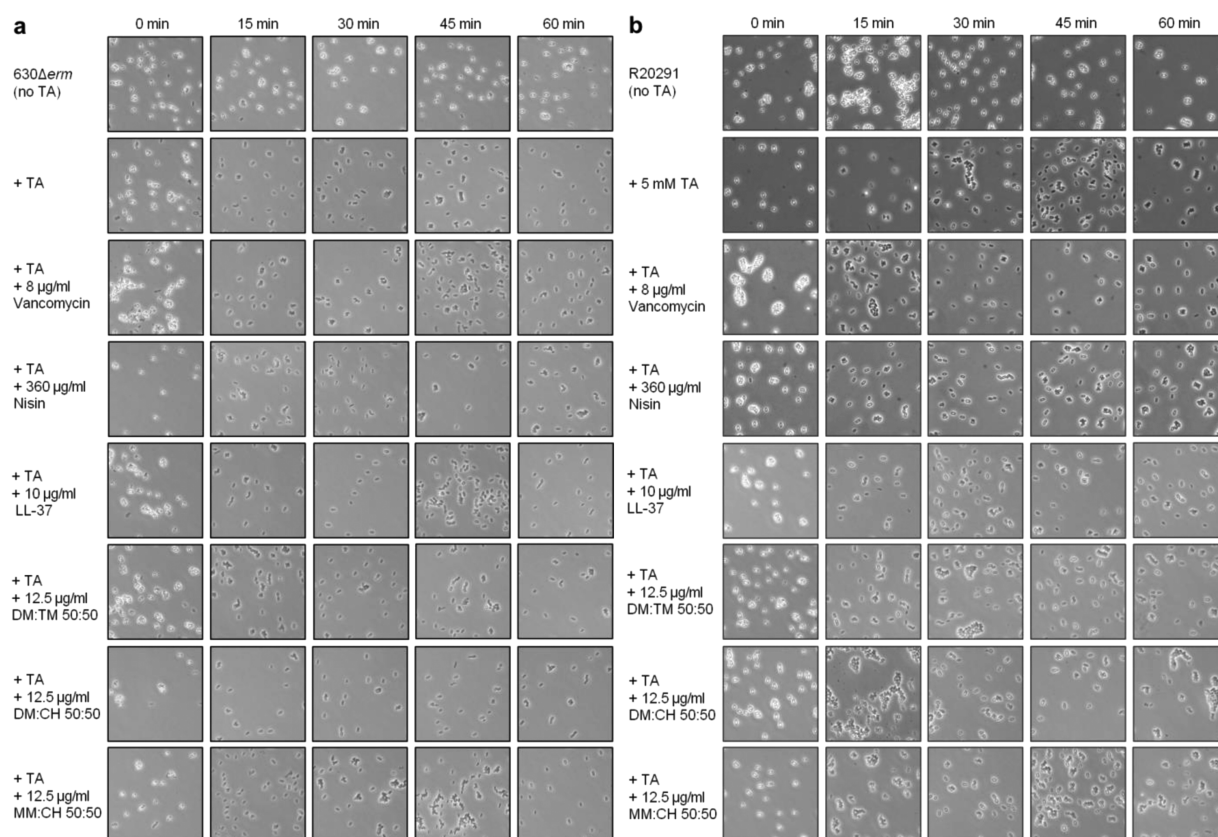 a
0 min 15 min 30 min 45 min 60 min
630Δerm
(no TA)
+ TA
+ TA
+ 8 µg/ml
Vancomycin
+ TA
+ 360 µg/ml
Nisin
+ TA
+ 10 µg/ml
LL-37
+ TA
+ 12.5 µg/ml
DM:TM 50:50
+ TA
+ 12.5 µg/ml
DM:CH 50:50
+ TA
+ 12.5 µg/ml
MM:CH 50:50
b
0 min 15 min 30 min 45 min 60 min
R20291
(no TA)
+ 5 mM TA
+ TA
+ 8 µg/ml
Vancomycin
+ TA
+ 360 µg/ml
Nisin
+ TA
+ 10 µg/ml
LL-37
+ TA
+ 12.5 µg/ml
DM:TM 50:50
+ TA
+ 12.5 µg/ml
DM:CH 50:50
+ TA
+ 12.5 µg/ml
MM:CH 50:50